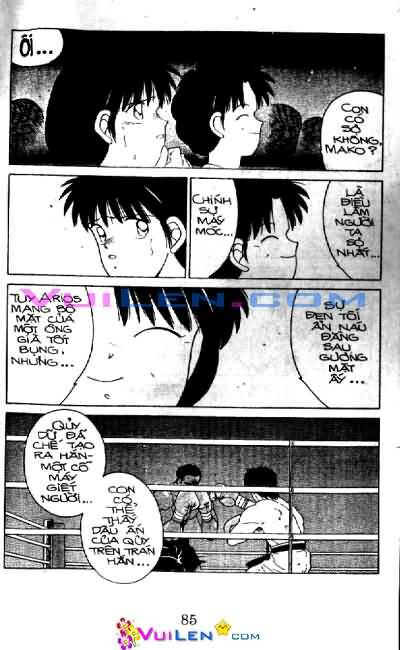 ÔI...
CON
CÓ
SỢ
KHÔNG,
MAKO?
LÀ
ĐIỀU
LÀM
NGƯỜI
TA
SỢ
NHẤT...
CHÍNH
SỰ
MÁY
MÓC...
SỰ
ĐEN TỐI
ẨN NÁU
ĐẰNG
SAU
GƯƠNG
MẶT
ẤY...
TUY ARIOS
MANG BỘ
MẶT CỦA
MỘT ÔNG
GIÀ TỐT
BỤNG,
NHƯNG...
VUILEN.COM
QỦY
DỮ ĐÃ
CHẾ TẠO
RA HẮN-
MỘT CỖ
MÁY
GIẾT
NGƯỜI...
CON
CÓ
THỂ
THẤY
DẤU ẤN
CỦA QỦY
TRÊN TRÁN
HẮN...
85
VUILEN.COM